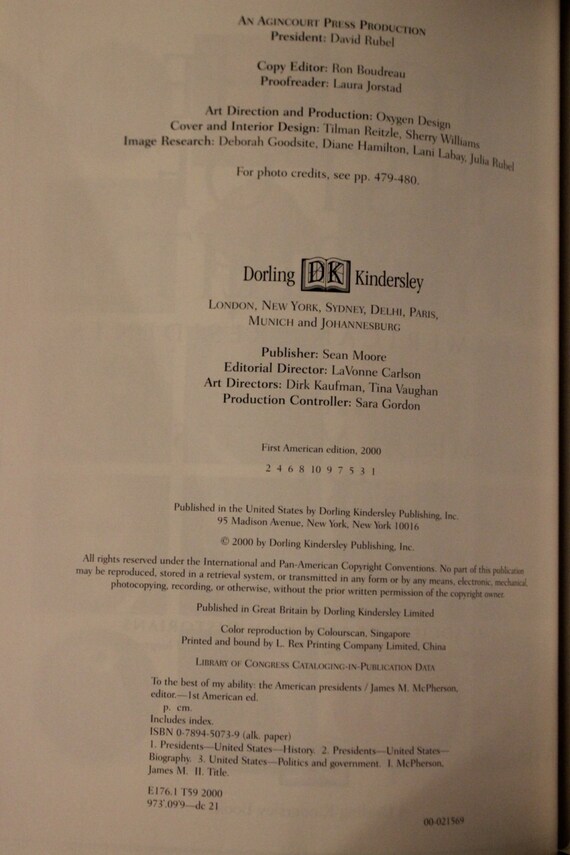 AN AGINCOURT PRESS PRODUCTION
President: David Rubel
Copy Editor: Ron Boudreau
Proofreader: Laura Jorstad
Art Direction and Production: Oxygen Design
Cover and Interior Design: Tilman Reitzle, Sherry Williams
Image Research: Deborah Goodsite, Diane Hamilton, Lani Labay, Julia Rubel
For photo credits, see pp. 479-480.
Dorling DK Kindersley
LONDON, NEW YORK, SYDNEY, DELHI, PARIS,
MUNICH and JOHANNESBURG
Publisher: Sean Moore
Editorial Director: LaVonne Carlson
Art Directors: Dirk Kaufman, Tina Vaughan
Production Controller: Sara Gordon
First American edition, 2000
2 4 6 8 10 9 7 5 3 1
Published in the United States by Dorling Kindersley Publishing, Inc.
95 Madison Avenue, New York, New York 10016
© 2000 by Dorling Kindersley Publishing, Inc.
All rights reserved under the International and Pan-American Copyright Conventions. No part of this publication
may be reproduced, stored in a retrieval system, or transmitted in any form or by any means, electronic, mechanical,
photocopying, recording, or otherwise, without the prior written permission of the copyright owner.
Published in Great Britain by Dorling Kindersley Limited
Color reproduction by Colourscan, Singapore
Printed and bound by L. Rex Printing Company Limited, China
LIBRARY OF CONGRESS CATALOGING-IN-PUBLICATION DATA
To the best of my ability: the American presidents / James M. McPherson,
editor.—1st American ed.
p. cm.
Includes index.
ISBN 0-7894-5073-9 (alk. paper)
1. Presidents—United States—History. 2. Presidents—United States—
Biography. 3. United States—Politics and government. I. McPherson,
James M. II. Title.
E176.1 T59 2000
973'.09'9—dc 21
00-021569